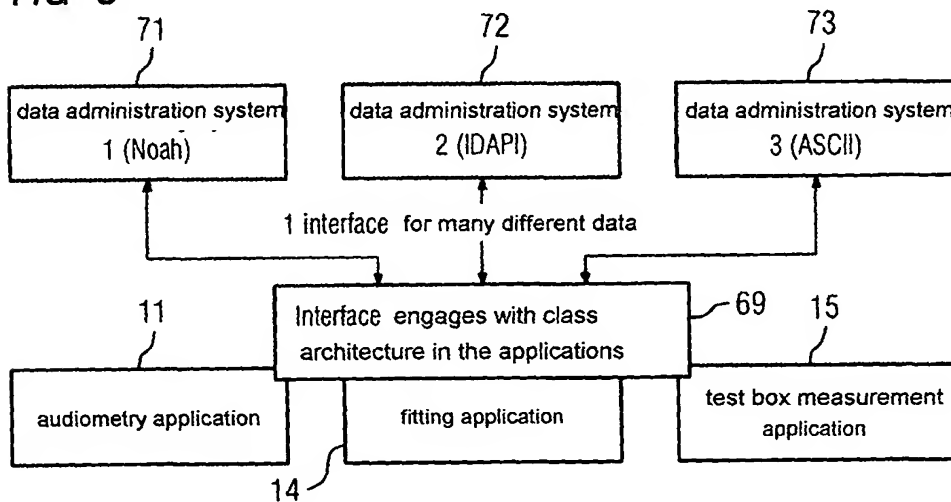 71
72
73
data administration system
1 (Noah)
data administration system
2 (IDAPI)
data administration system
3 (ASCII)
1 interface for many different data
Interface engages with class
architecture in the applications
69
11
15
audiometry application
fitting application
test box measurement
application
14